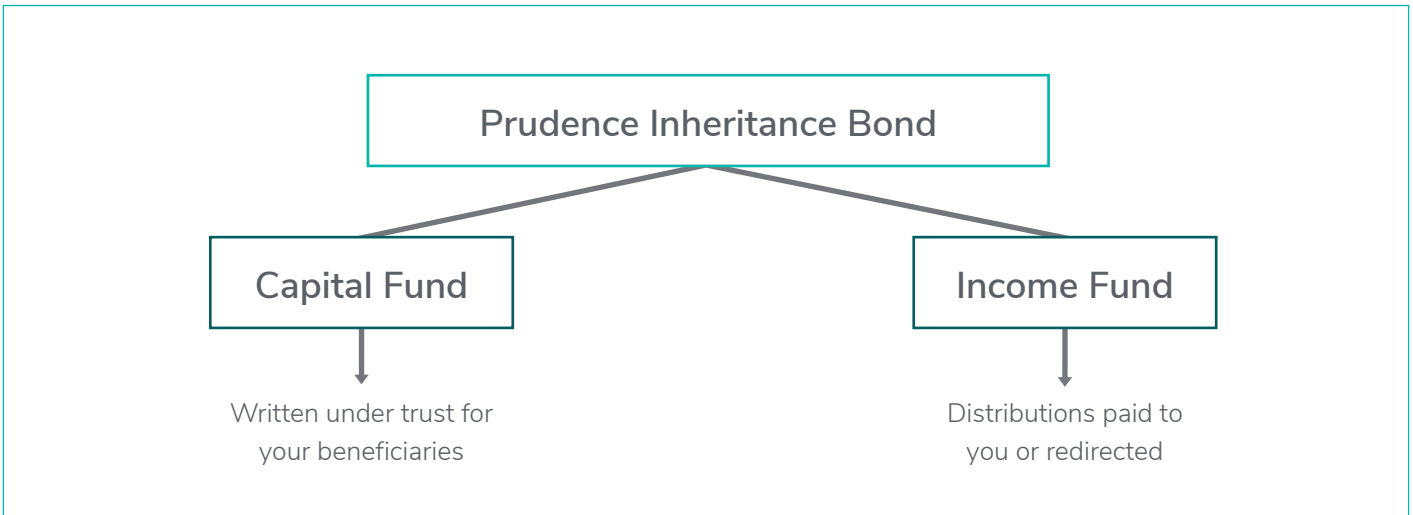 Prudence Inheritance Bond
Capital Fund
Income Fund
Written under trust for
your beneficiaries
Distributions paid to
you or redirected